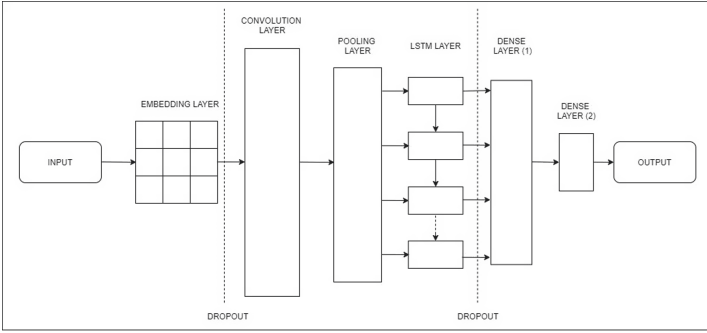 CONVOLUTION
LAYER
POOLING
LAYER
LSTM LAYER
DENSE
LAYER (1)
EMBEDDING LAYER
DENSE
LAYER (2)
INPUT
OUTPUT
DROPOUT
DROPOUT